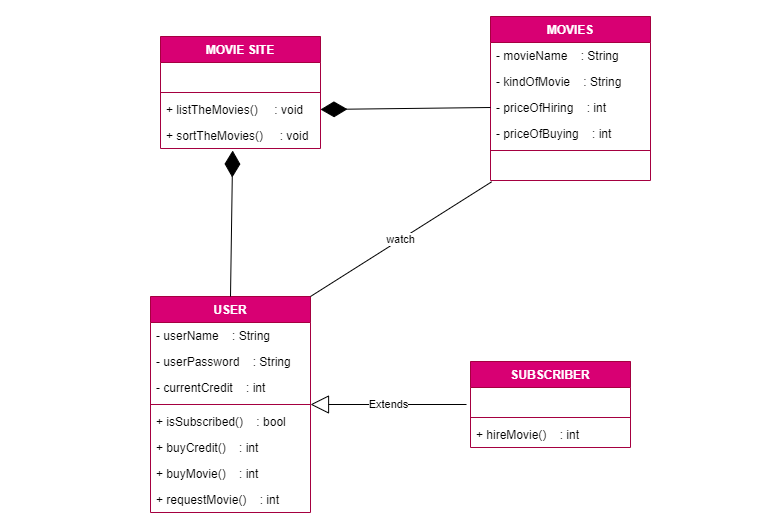 MOVIE SITE
+ listTheMovies() : void
+ sortTheMovies() : void
MOVIES
- movieName : String
- kindOfMovie : String
- priceOfHiring : int
- priceOfBuying : int
watch
USER
- userName : String
- userPassword : String
- currentCredit : int
+ isSubscribed() : bool
+ buyCredit() : int
+ buyMovie() : int
+ requestMovie() : int
Extends
SUBSCRIBER
+ hireMovie() : int